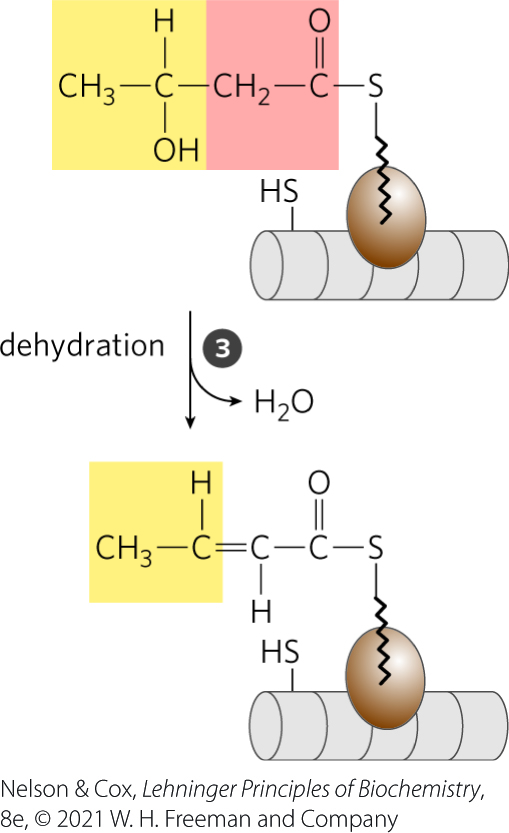 H O
CH₃—C—CH₂—C—S
OH
HS
dehydration 3
H₂O
H O
CH₃—C=C—C—S
H
HS
Nelson & Cox, Lehninger Principles of Biochemistry,
8e, © 2021 W. H. Freeman and Company